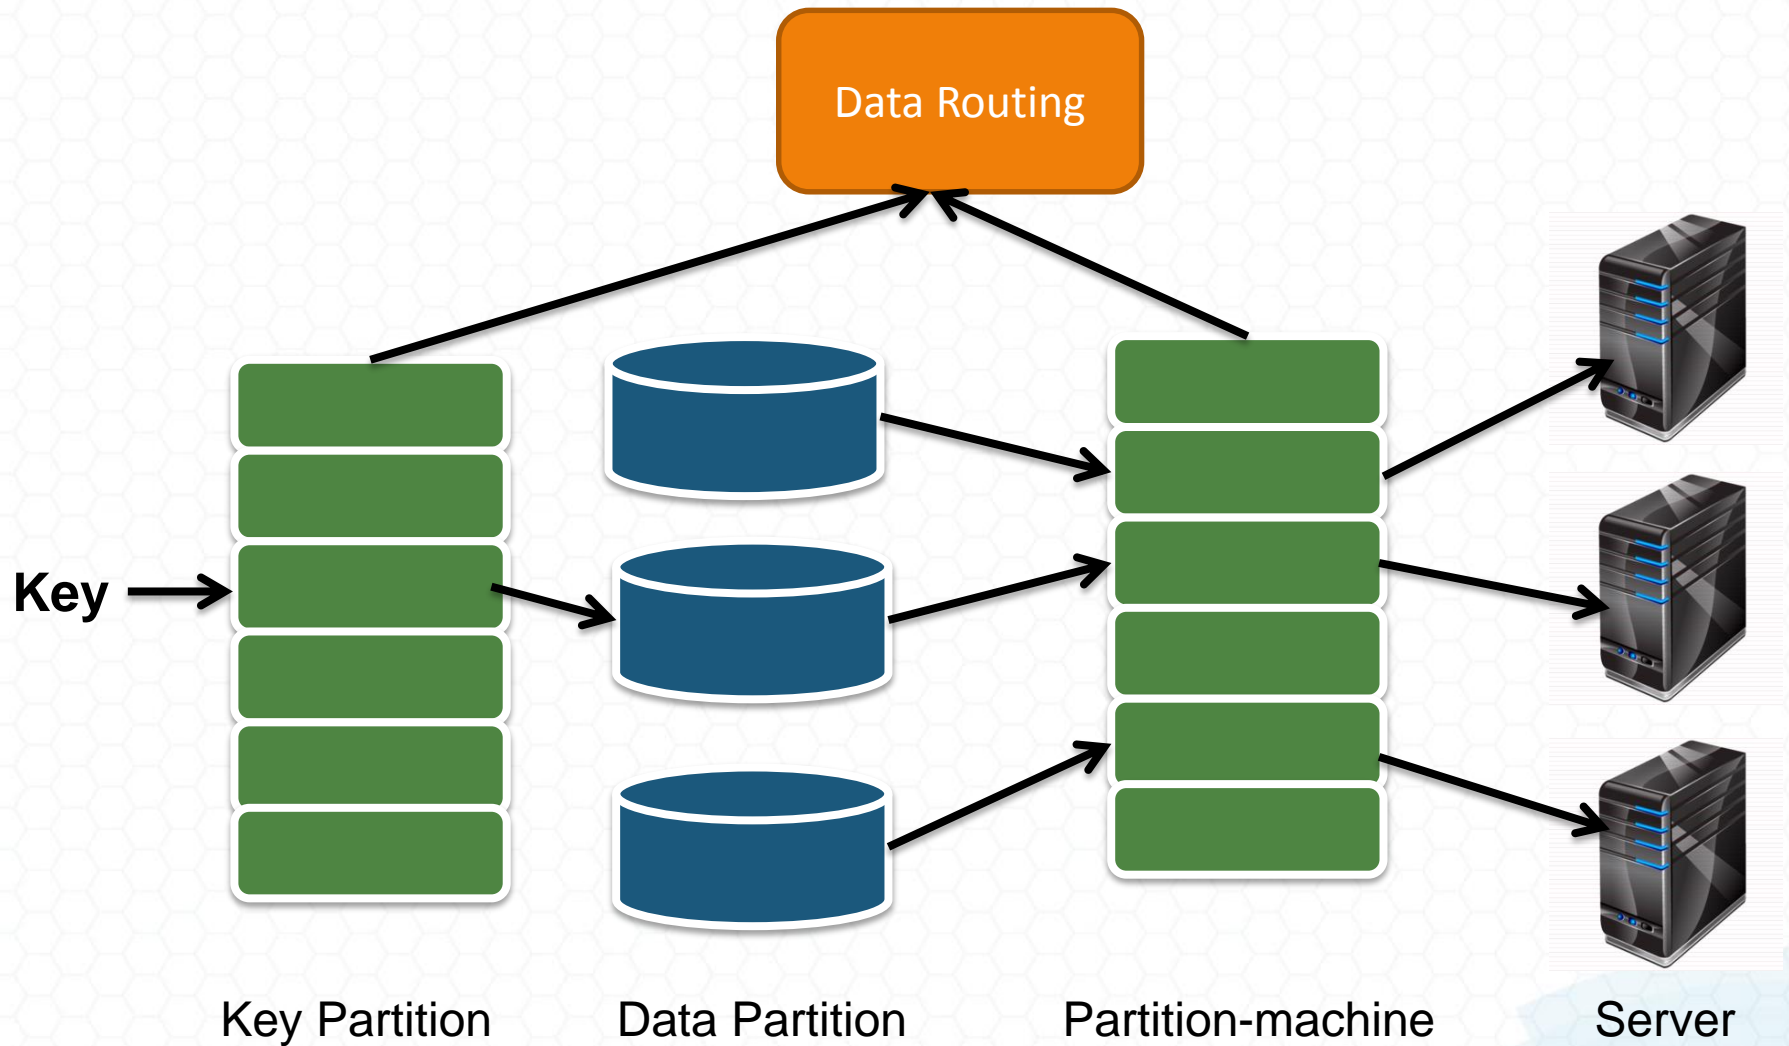 Data Routing
Key
Key Partition
Data Partition
Partition-machine
Server